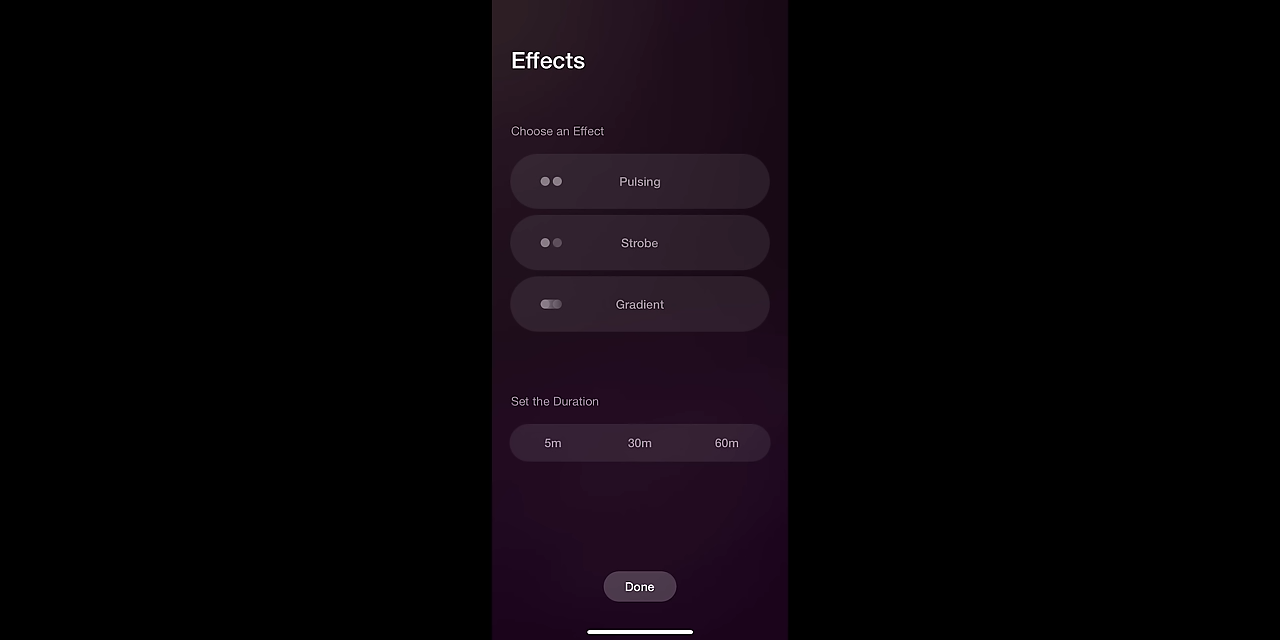 Effects
Choose an Effect
Pulsing
Strobe
Gradient
Set the Duration
5m 30m 60m
Done